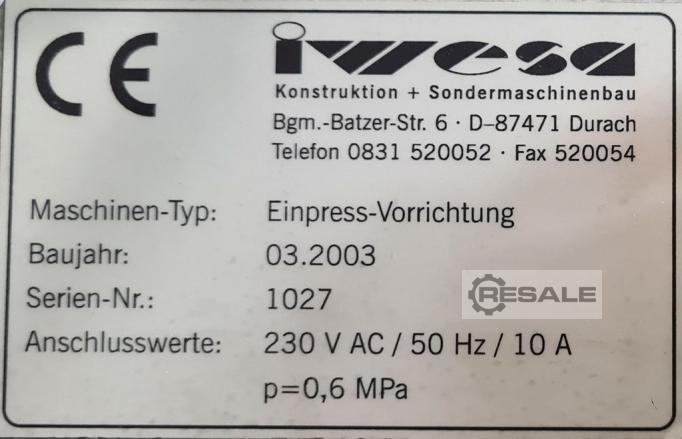 CE
iwesa
Konstruktion + Sondermaschinenbau
Bgm.-Batzer-Str. 6 · D–87471 Durach
Telefon 0831 520052 · Fax 520054
Maschinen-Typ: Einpress-Vorrichtung
Baujahr: 03.2003
Serien-Nr.: 1027
RESALE
Anschlusswerte: 230 V AC / 50 Hz / 10 A
p=0,6 MPa